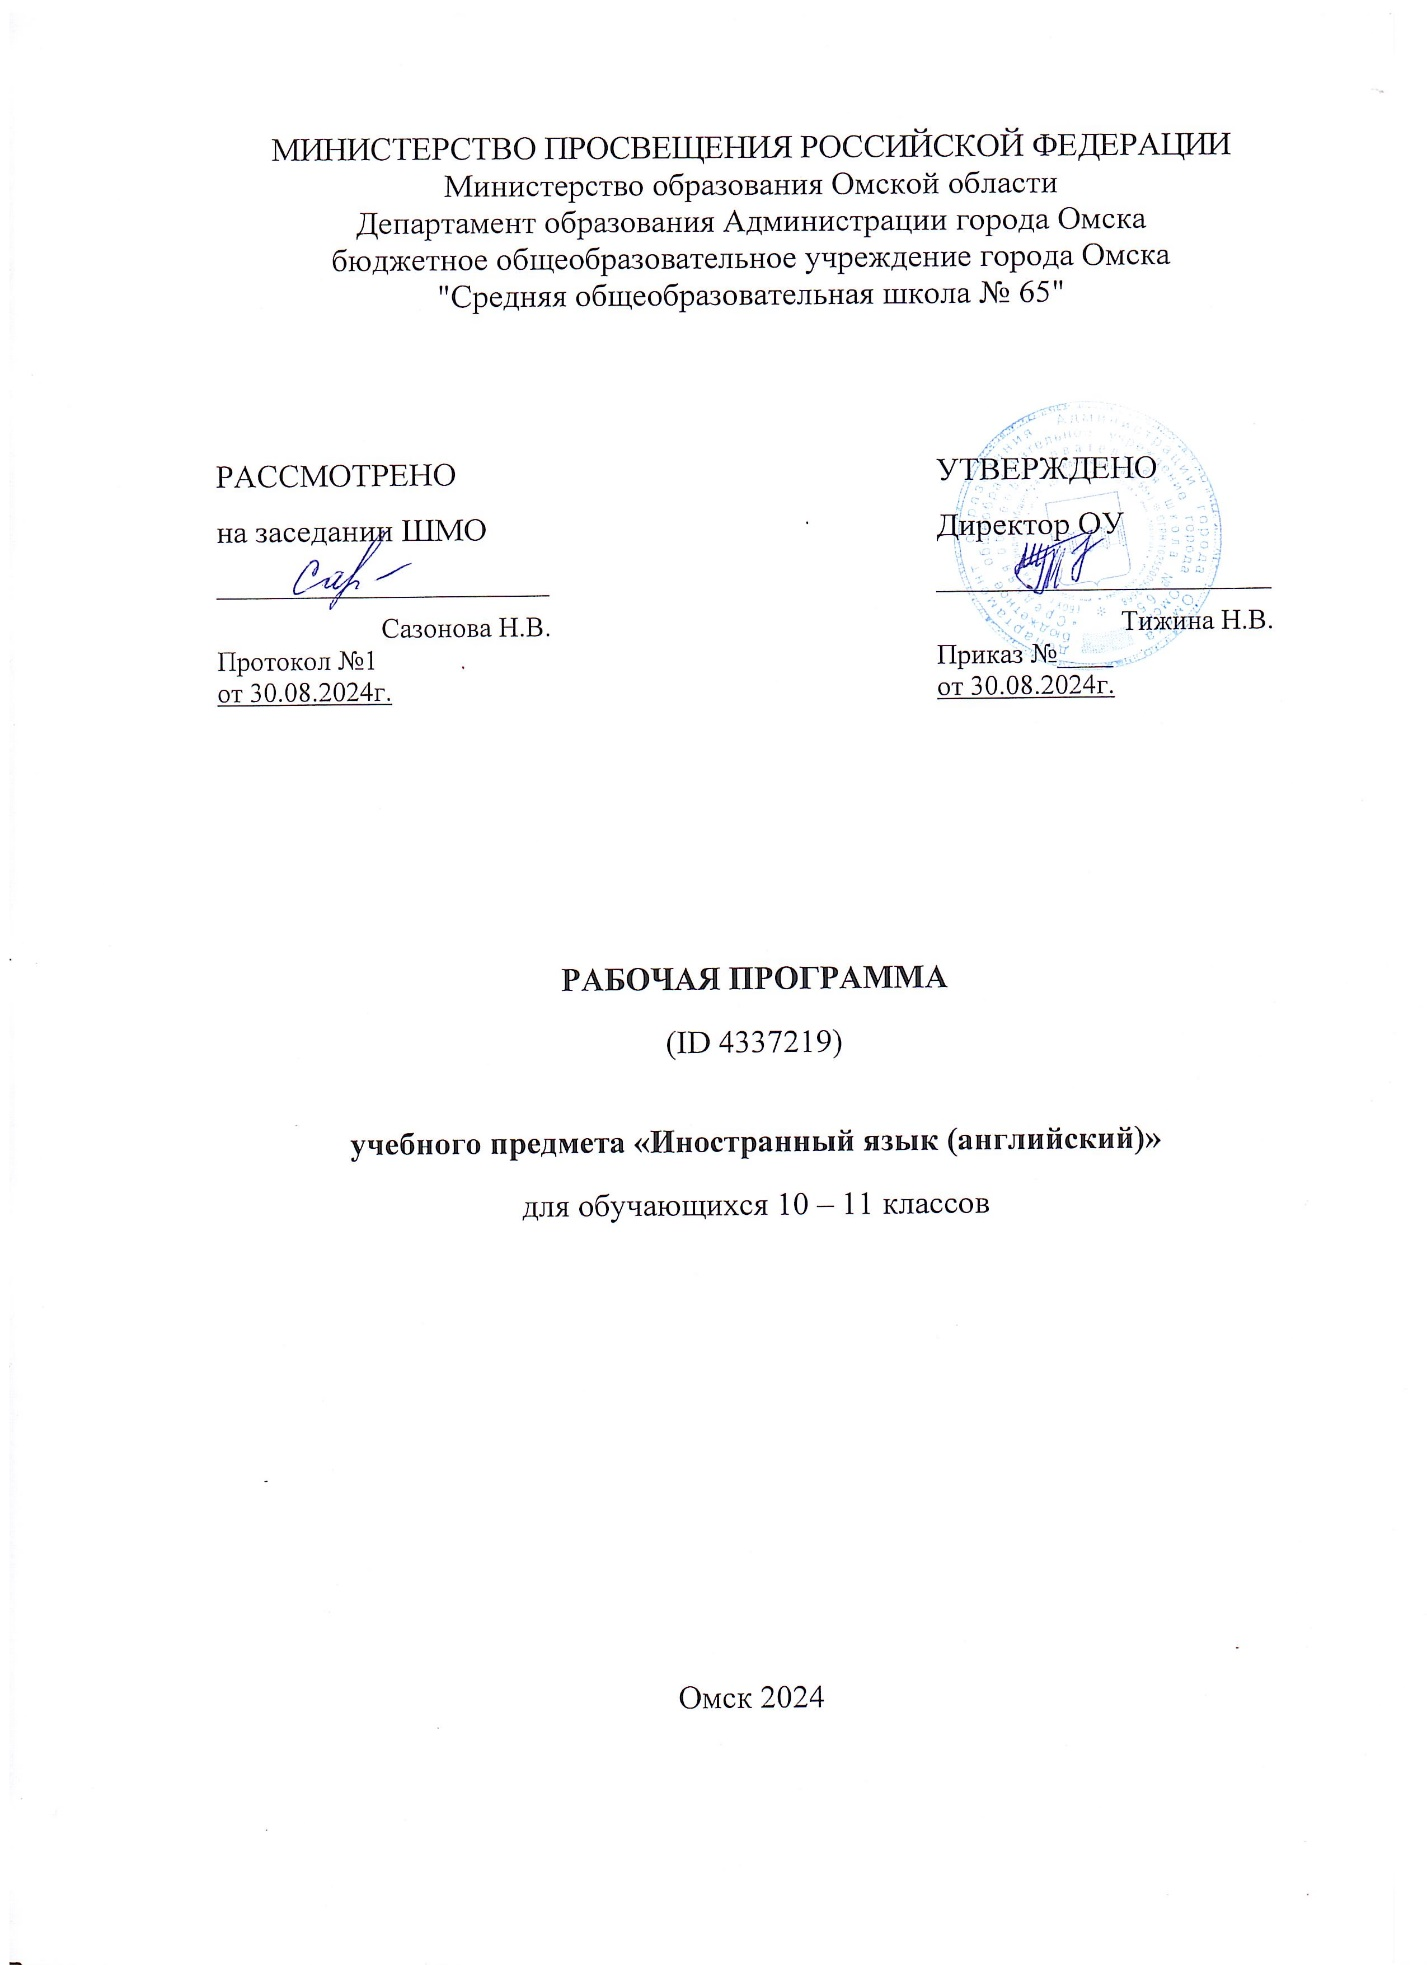 МИНИСТЕРСТВО ПРОСВЕЩЕНИЯ РОССИЙСКОЙ ФЕДЕРАЦИИ
Министерство образования Омской области
Департамент образования Администрации города Омска
бюджетное общеобразовательное учреждение города Омска
"Средняя общеобразовательная школа № 65"
РАССМОТРЕНО
на заседании ШМО
Сазонова Н.В.
Протокол №1
от 30.08.2024г.
УТВЕРЖДЕНО
Директор ОУ
Тижина Н.В.
Приказ №____
от 30.08.2024г.
РАБОЧАЯ ПРОГРАММА
(ID 4337219)
учебного предмета «Иностранный язык (английский)»
для обучающихся 10 – 11 классов
Омск 2024